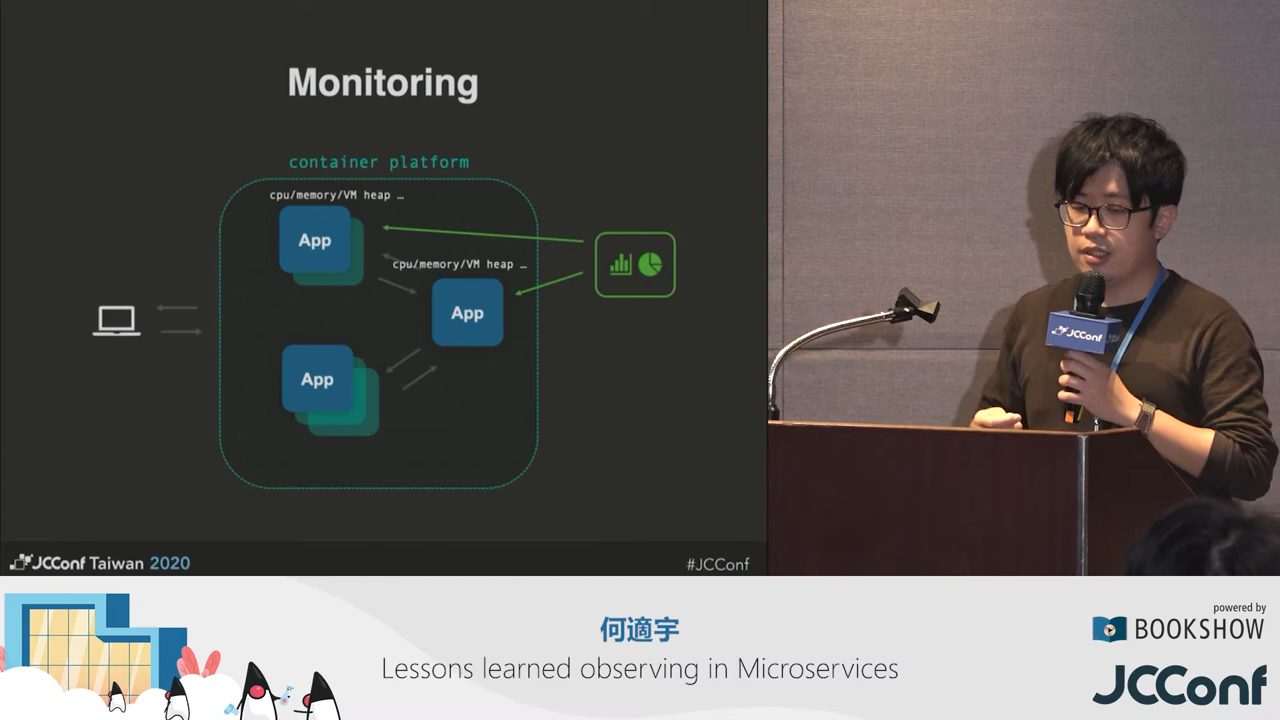 Monitoring
container platform
cpu/memory/VM heap …
App
cpu/memory/VM heap …
App
App
JCConf
JCConf Taiwan 2020
#JCConf
何適宇
Lessons learned observing in Microservices
powered by
BOOKSHOW
JCConf